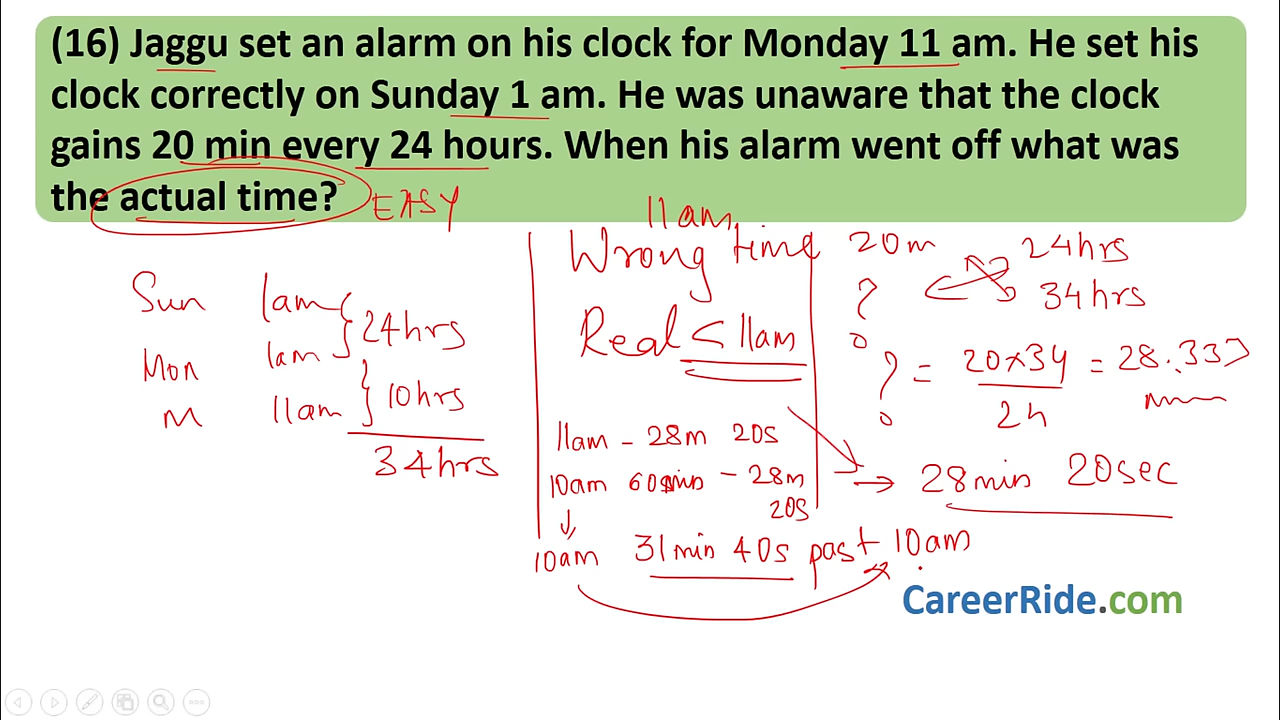 (16) Jaggu set an alarm on his clock for Monday 11 am. He set his
clock correctly on Sunday 1 am. He was unaware that the clock
gains 20 min every 24 hours. When his alarm went off what was
the actual time?
EASY
Sun 1am
24hrs
Mon 1am
10hrs
M 11am
34hrs
11am
Wrong time
Real < 11am
11am - 28m 20s
10am 60min - 28m
20s
10am 31min 40s past 10am
20m 24hrs
? 34hrs
? = 20x34 = 28.333
24
→ 28min 20sec
CareerRide.com